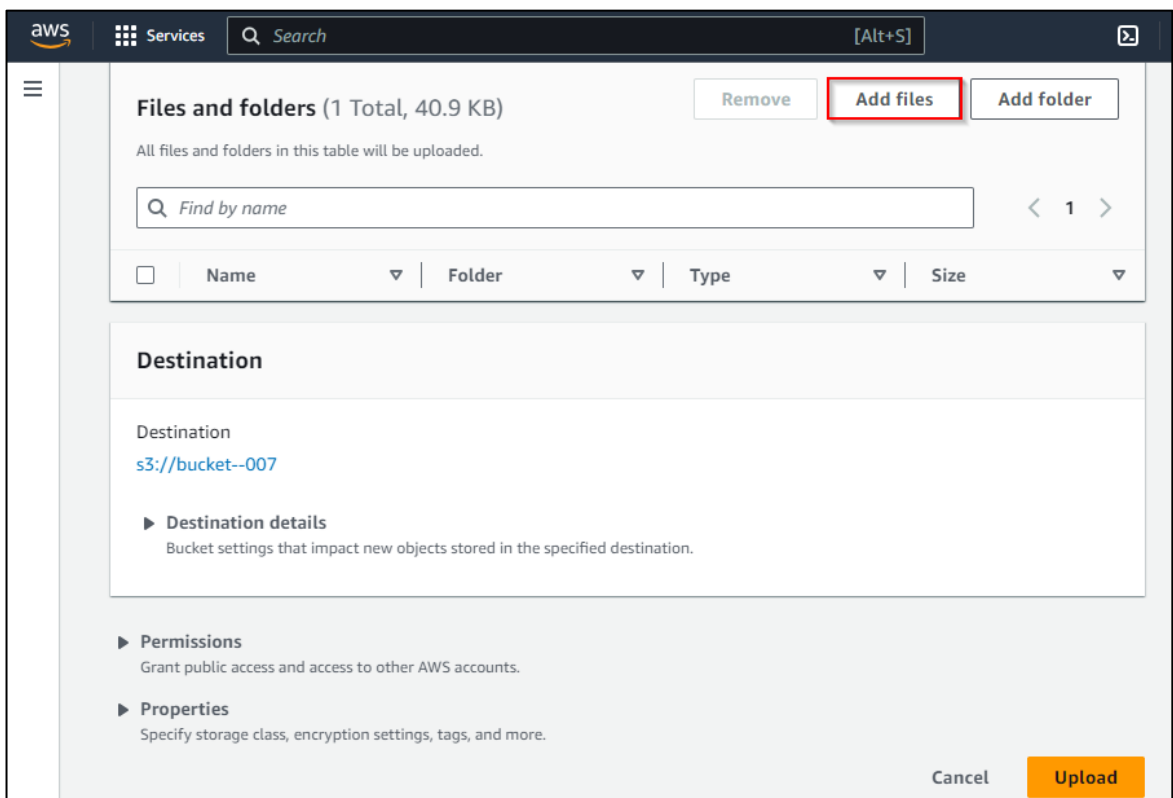 aws Services Search [Alt+S]
Files and folders (1 Total, 40.9 KB) Remove Add files Add folder
All files and folders in this table will be uploaded.
Find by name 1
Name Folder Type Size
Destination
Destination
s3://bucket--007
Destination details
Bucket settings that impact new objects stored in the specified destination.
Permissions
Grant public access and access to other AWS accounts.
Properties
Specify storage class, encryption settings, tags, and more.
Cancel Upload